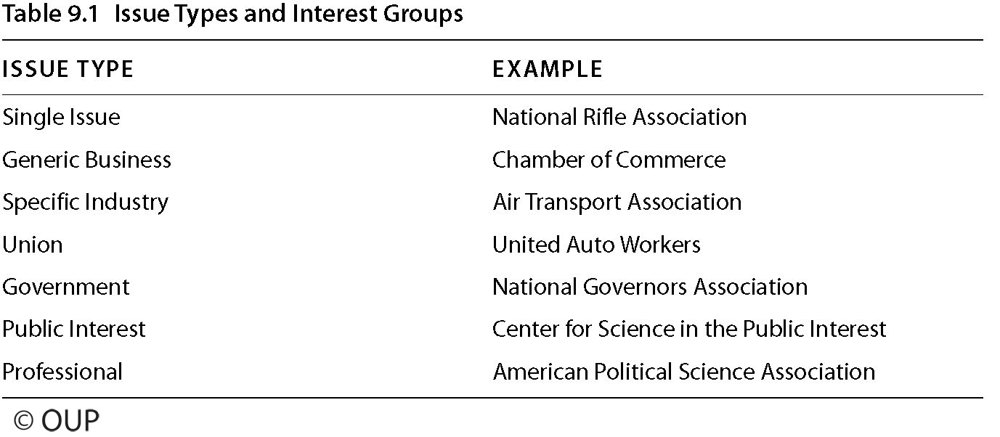 Table 9.1 Issue Types and Interest Groups
ISSUE TYPE EXAMPLE
Single Issue National Rifle Association
Generic Business Chamber of Commerce
Specific Industry Air Transport Association
Union United Auto Workers
Government National Governors Association
Public Interest Center for Science in the Public Interest
Professional American Political Science Association
© OUP